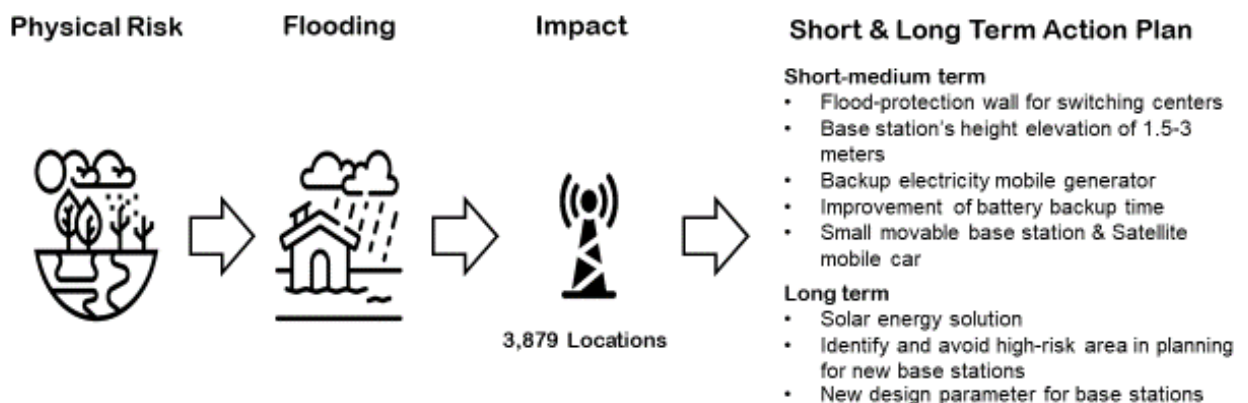 Physical Risk
Flooding
Impact
Short & Long Term Action Plan
3,879 Locations
Short-medium term
• Flood-protection wall for switching centers
• Base station's height elevation of 1.5-3
meters
• Backup electricity mobile generator
• Improvement of battery backup time
• Small movable base station & Satellite
mobile car
Long term
• Solar energy solution
• Identify and avoid high-risk area in planning
for new base stations
• New design parameter for base stations